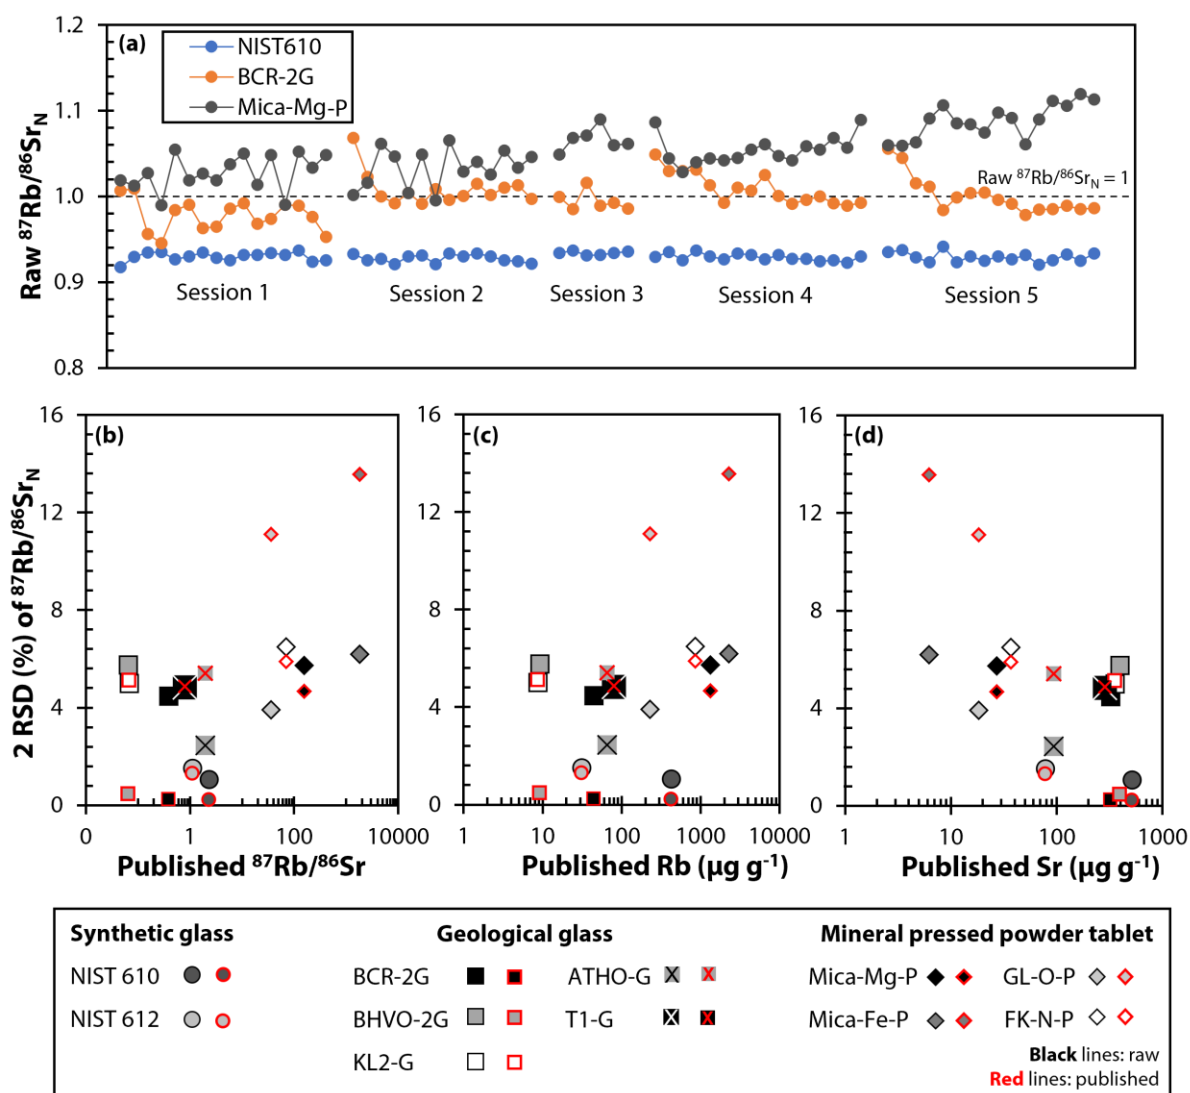 (a)
NIST610
BCR-2G
Mica-Mg-P
Raw ⁸⁷Rb/⁸⁶Sr_N
1.2
1.1
1.0
0.9
0.8
Raw ⁸⁷Rb/⁸⁶Sr_N = 1
Session 1 Session 2 Session 3 Session 4 Session 5
2 RSD (%) of ⁸⁷Rb/⁸⁶Sr_N
(b)
16
12
8
4
0
0 1 100 10000
Published ⁸⁷Rb/⁸⁶Sr
(c)
16
12
8
4
0
1 10 100 1000 10000
Published Rb (µg g⁻¹)
(d)
16
12
8
4
0
1 10 100 1000
Published Sr (µg g⁻¹)
Synthetic glass
NIST 610
NIST 612
Geological glass
BCR-2G ATHO-G
BHVO-2G T1-G
KL2-G
Mineral pressed powder tablet
Mica-Mg-P GL-O-P
Mica-Fe-P FK-N-P
Black lines: raw
Red lines: published